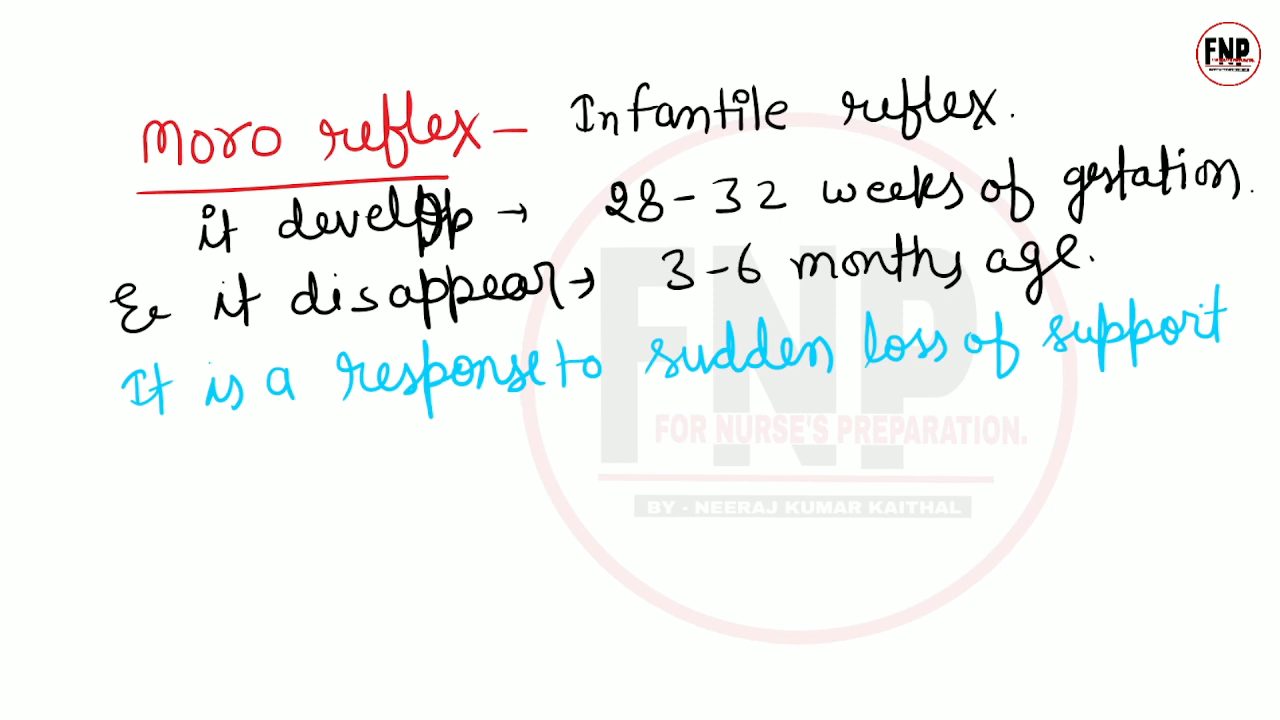 FNP
Moro reflex – Infantile reflex.
it develop → 28-32 weeks of gestation.
& it disappear → 3-6 months age.
It is a response to sudden loss of support
FNP
FOR NURSE'S PREPARATION.
BY - NEERAJ KUMAR KAITHAL